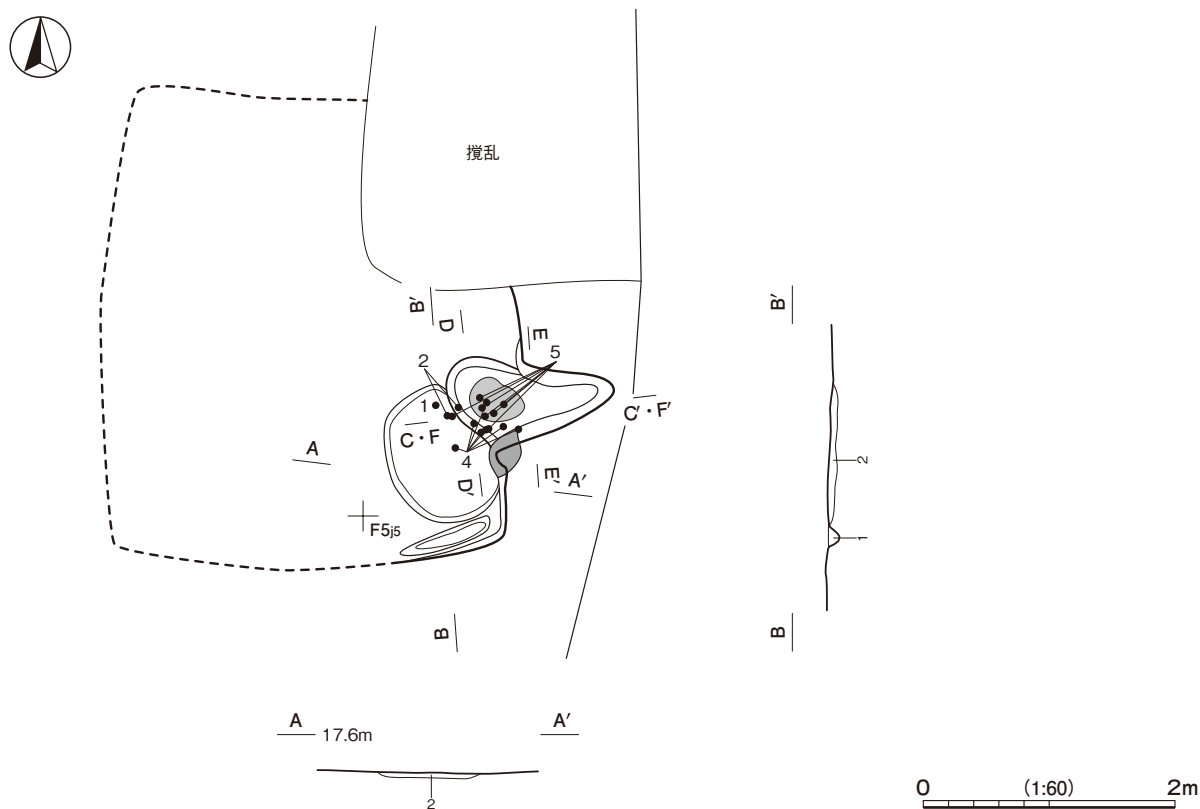 撹乱
B′
D
E
B′
2
5
1
C・F
C′・F′
A
4
D′
E′
A′
2
F5j5
1
B
B
A
17.6m
A′
2
0
(1:60)
2m